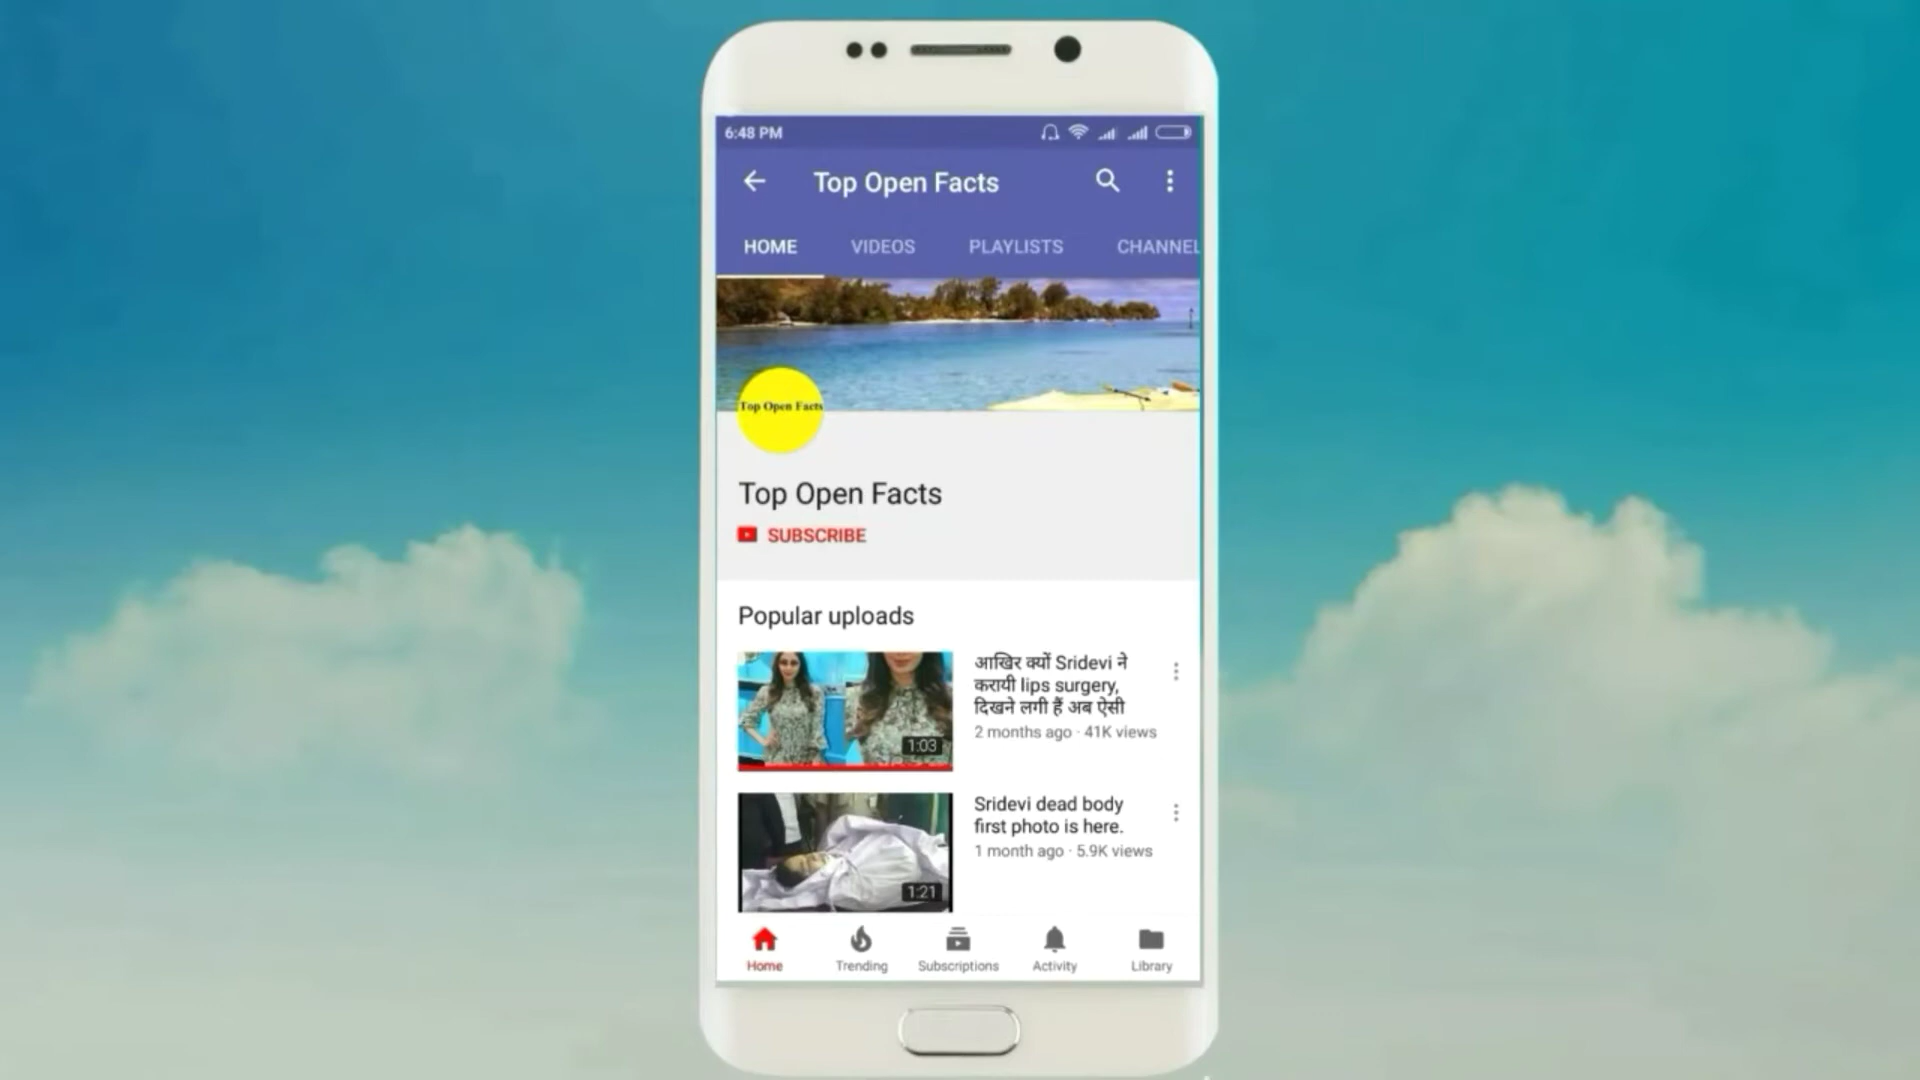 6:48 PM
Top Open Facts
HOME VIDEOS PLAYLISTS CHANNEL
Top Open Facts
Top Open Facts
SUBSCRIBE
Popular uploads
आखिर क्यों Sridevi ने
करायी lips surgery,
दिखने लगी हैं अब ऐसी
2 months ago · 41K views
1:03
Sridevi dead body
first photo is here.
1 month ago · 5.9K views
1:21
Home Trending Subscriptions Activity Library